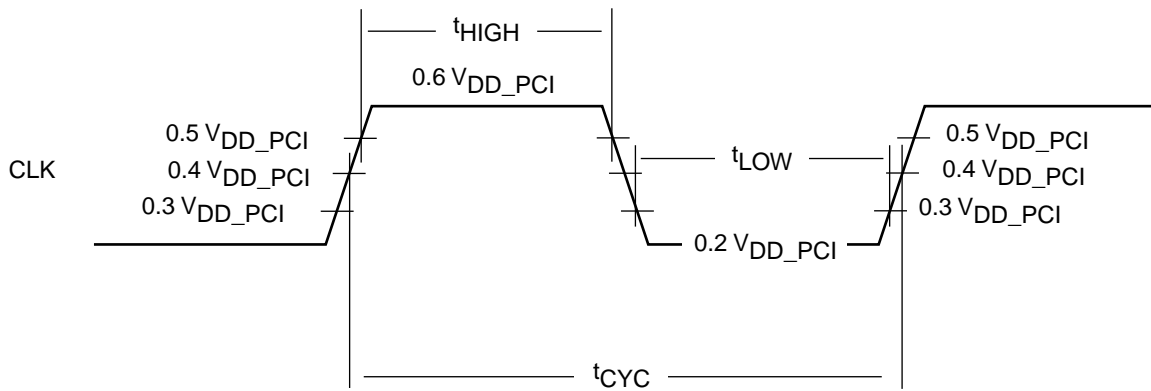 tHIGH
0.6 VDD_PCI
0.5 VDD_PCI
0.5 VDD_PCI
tLOW
CLK
0.4 VDD_PCI
0.4 VDD_PCI
0.3 VDD_PCI
0.3 VDD_PCI
0.2 VDD_PCI
tCYC